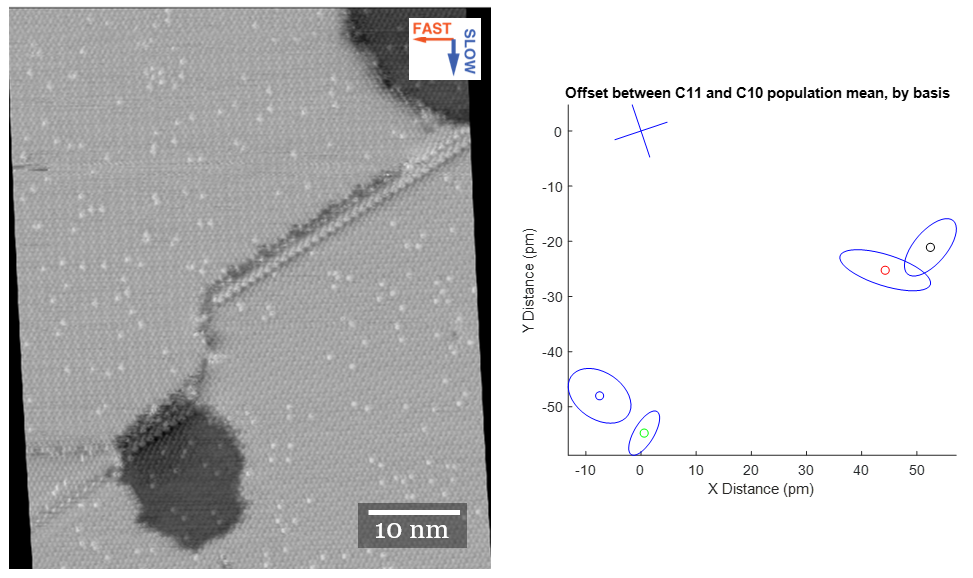 FAST
SLOW
10 nm
Offset between C11 and C10 population mean, by basis
0
-10
-20
-30
-40
-50
Y Distance (pm)
-10 0 10 20 30 40 50
X Distance (pm)